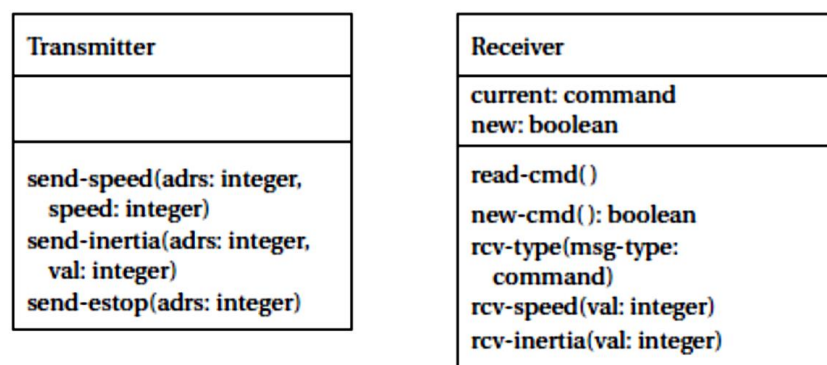 Transmitter
send-speed(adrs: integer,
speed: integer)
send-inertia(adrs: integer,
val: integer)
send-estop(adrs: integer)
Receiver
current: command
new: boolean
read-cmd()
new-cmd(): boolean
rcv-type(msg-type:
command)
rcv-speed(val: integer)
rcv-inertia(val: integer)